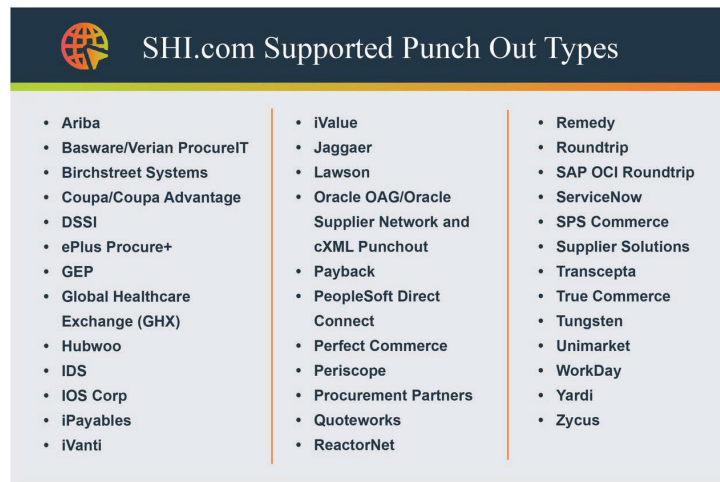 SHI.com Supported Punch Out Types
• Ariba
• Basware/Verian ProcureIT
• Birchstreet Systems
• Coupa/Coupa Advantage
• DSSI
• ePlus Procure+
• GEP
• Global Healthcare
Exchange (GHX)
• Hubwoo
• IDS
• IOS Corp
• iPayables
• iVanti
• iValue
• Jaggaer
• Lawson
• Oracle OAG/Oracle
Supplier Network and
cXML Punchout
• Payback
• PeopleSoft Direct
Connect
• Perfect Commerce
• Periscope
• Procurement Partners
• Quoteworks
• ReactorNet
• Remedy
• Roundtrip
• SAP OCI Roundtrip
• ServiceNow
• SPS Commerce
• Supplier Solutions
• Transcepta
• True Commerce
• Tungsten
• Unimarket
• WorkDay
• Yardi
• Zycus